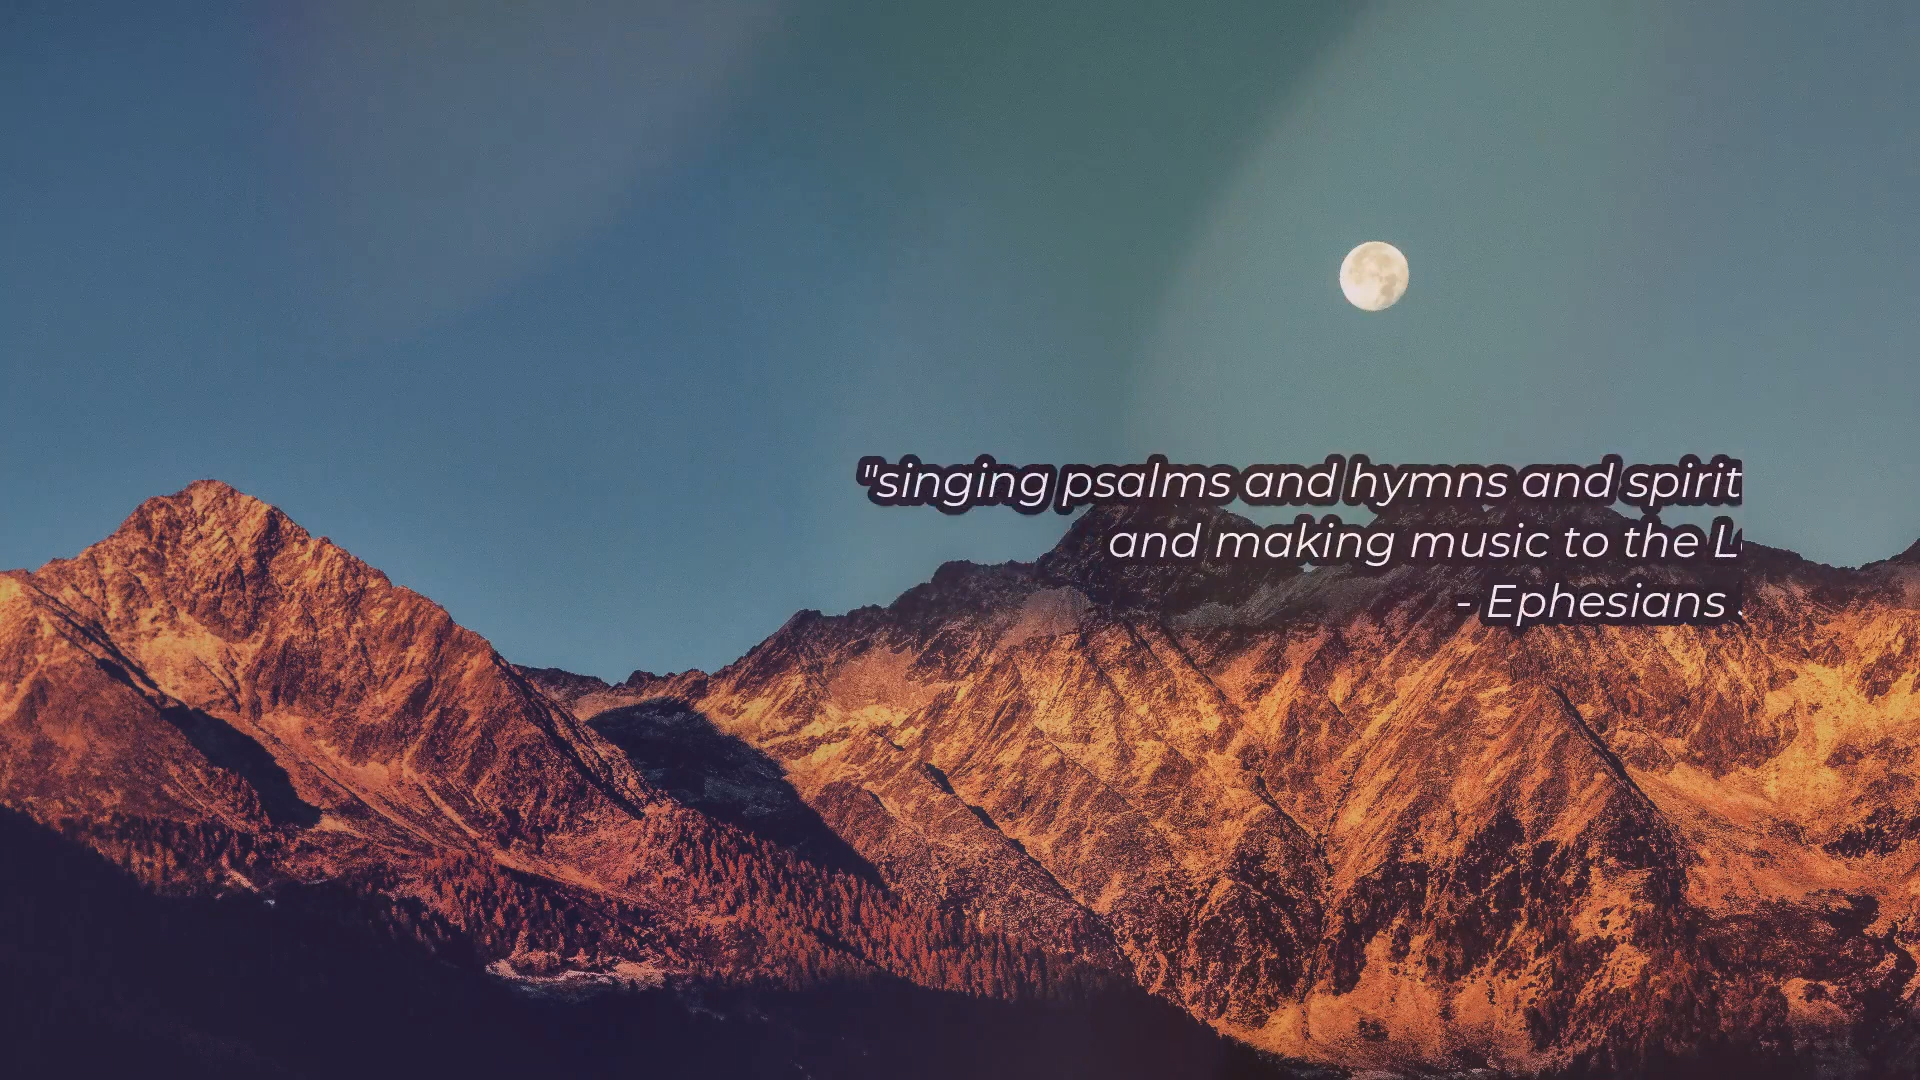 "singing psalms and hymns and spirit
and making music to the L
- Ephesians